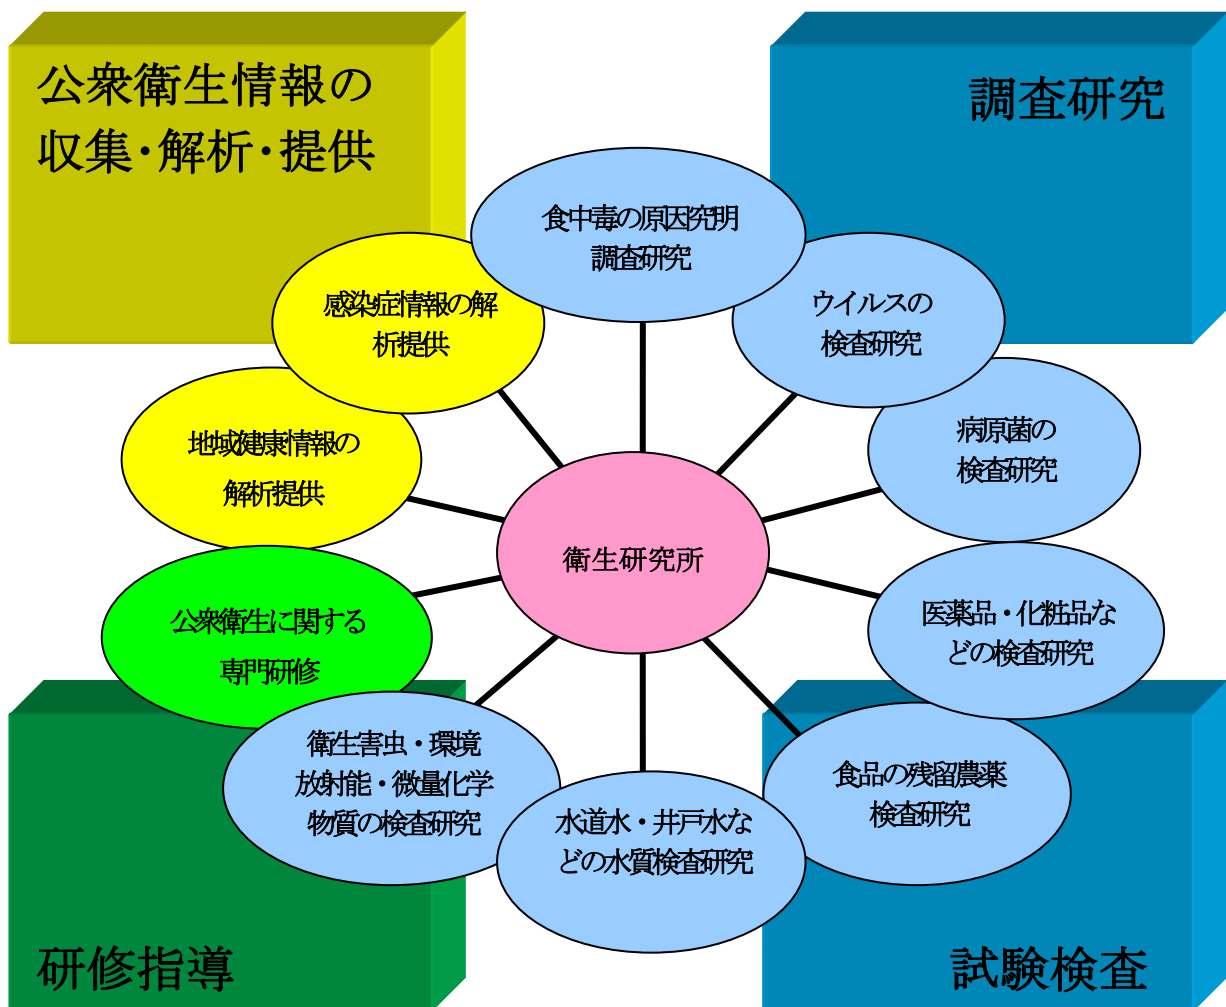 公衆衛生情報の
収集・解析・提供
調査研究
食中毒の原因究明
調査研究
感染症情報の解
析提供
ウイルスの
検査研究
地域健康情報の
解析提供
病原菌の
検査研究
衛生研究所
公衆衛生に関する
専門研修
医薬品・化粧品な
どの検査研究
衛生害虫・環境
放射能・微量化学
物質の検査研究
食品の残留農薬
検査研究
水道水・井戸水な
どの水質検査研究
研修指導
試験検査